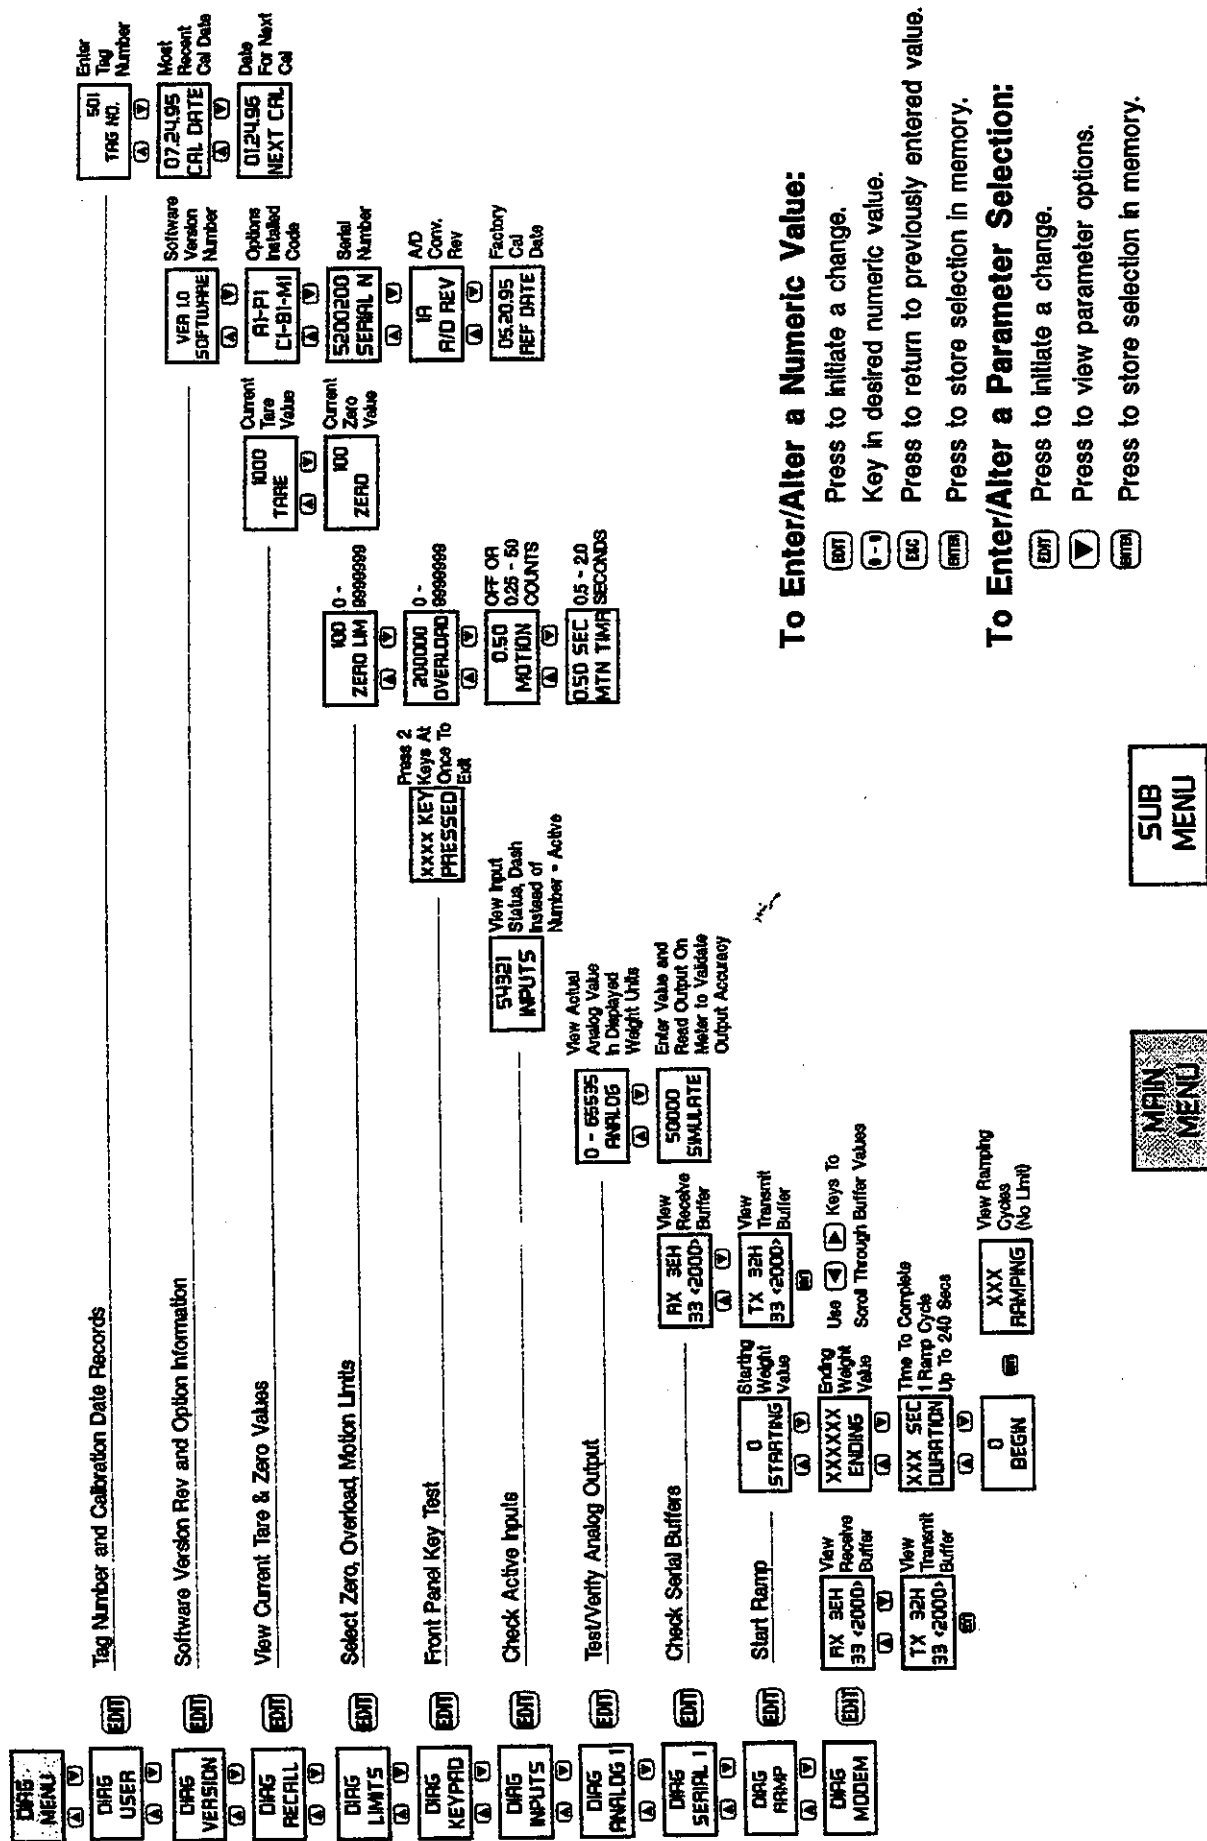 DIAG
MENU
DIAG
USER
EDIT
Tag Number and Calibration Date Records
501
TAG NO.
Enter
Tag
Number
07.24.95
CAL DATE
Most
Recent
Cal Date
01.24.96
NEXT CAL
Date
For Next
Cal
DIAG
VERSION
EDIT
Software Version Rev and Option Information
VER 1.0
SOFTWARE
Software
Version
Number
A1-P1
C1-B1-M1
Options
Installed
Code
5200200
SERIAL N
Serial
Number
1A
A/D REV
A/D
Conv.
Rev
05.20.95
REF DATE
Factory
Cal
Date
DIAG
RECALL
EDIT
View Current Tare & Zero Values
1000
TARE
Current
Tare
Value
100
ZERO
Current
Zero
Value
DIAG
LIMITS
EDIT
Select Zero, Overload, Motion Limits
100
ZERO LIM
0 -
9999999
200000
OVERLOAD
0 -
9999999
0.50
MOTION
OFF OR
0.25 - 50
COUNTS
0.50 SEC
MTN TIMR
0.5 - 2.0
SECONDS
DIAG
KEYPAD
EDIT
Front Panel Key Test
XXXX KEY
PRESSED
Press 2
Keys At
Once To
Exit
DIAG
INPUTS
EDIT
Check Active Inputs
54321
INPUTS
View Input
Status, Dash
Instead of
Number = Active
DIAG
ANALOG 1
EDIT
Test/Verify Analog Output
0 - 65535
ANALOG
View Actual
Analog Value
In Displayed
Weight Units
50000
SIMULATE
Enter Value and
Read Output On
Meter to Validate
Output Accuracy
DIAG
SERIAL 1
EDIT
Check Serial Buffers
RX 3EH
33 <2000>
View
Receive
Buffer
TX 32H
33 <2000>
View
Transmit
Buffer
Use ◀ ▶ Keys To
Scroll Through Buffer Values
DIAG
RAMP
EDIT
Start Ramp
0
STARTING
Starting
Weight
Value
XXXXXX
ENDING
Ending
Weight
Value
XXX SEC
DURATION
Time To Complete
1 Ramp Cycle
Up To 240 Secs
0
BEGIN
XXX
RAMPING
View Ramping
Cycles
(No Limit)
DIAG
MODEM
EDIT
RX 3EH
33 <2000>
View
Receive
Buffer
TX 32H
33 <2000>
View
Transmit
Buffer
MAIN
MENU
SUB
MENU
To Enter/Alter a Numeric Value:
EDIT Press to initiate a change.
0 - 9 Key in desired numeric value.
ESC Press to return to previously entered value.
ENTER Press to store selection in memory.
To Enter/Alter a Parameter Selection:
EDIT Press to initiate a change.
▼ Press to view parameter options.
ENTER Press to store selection in memory.